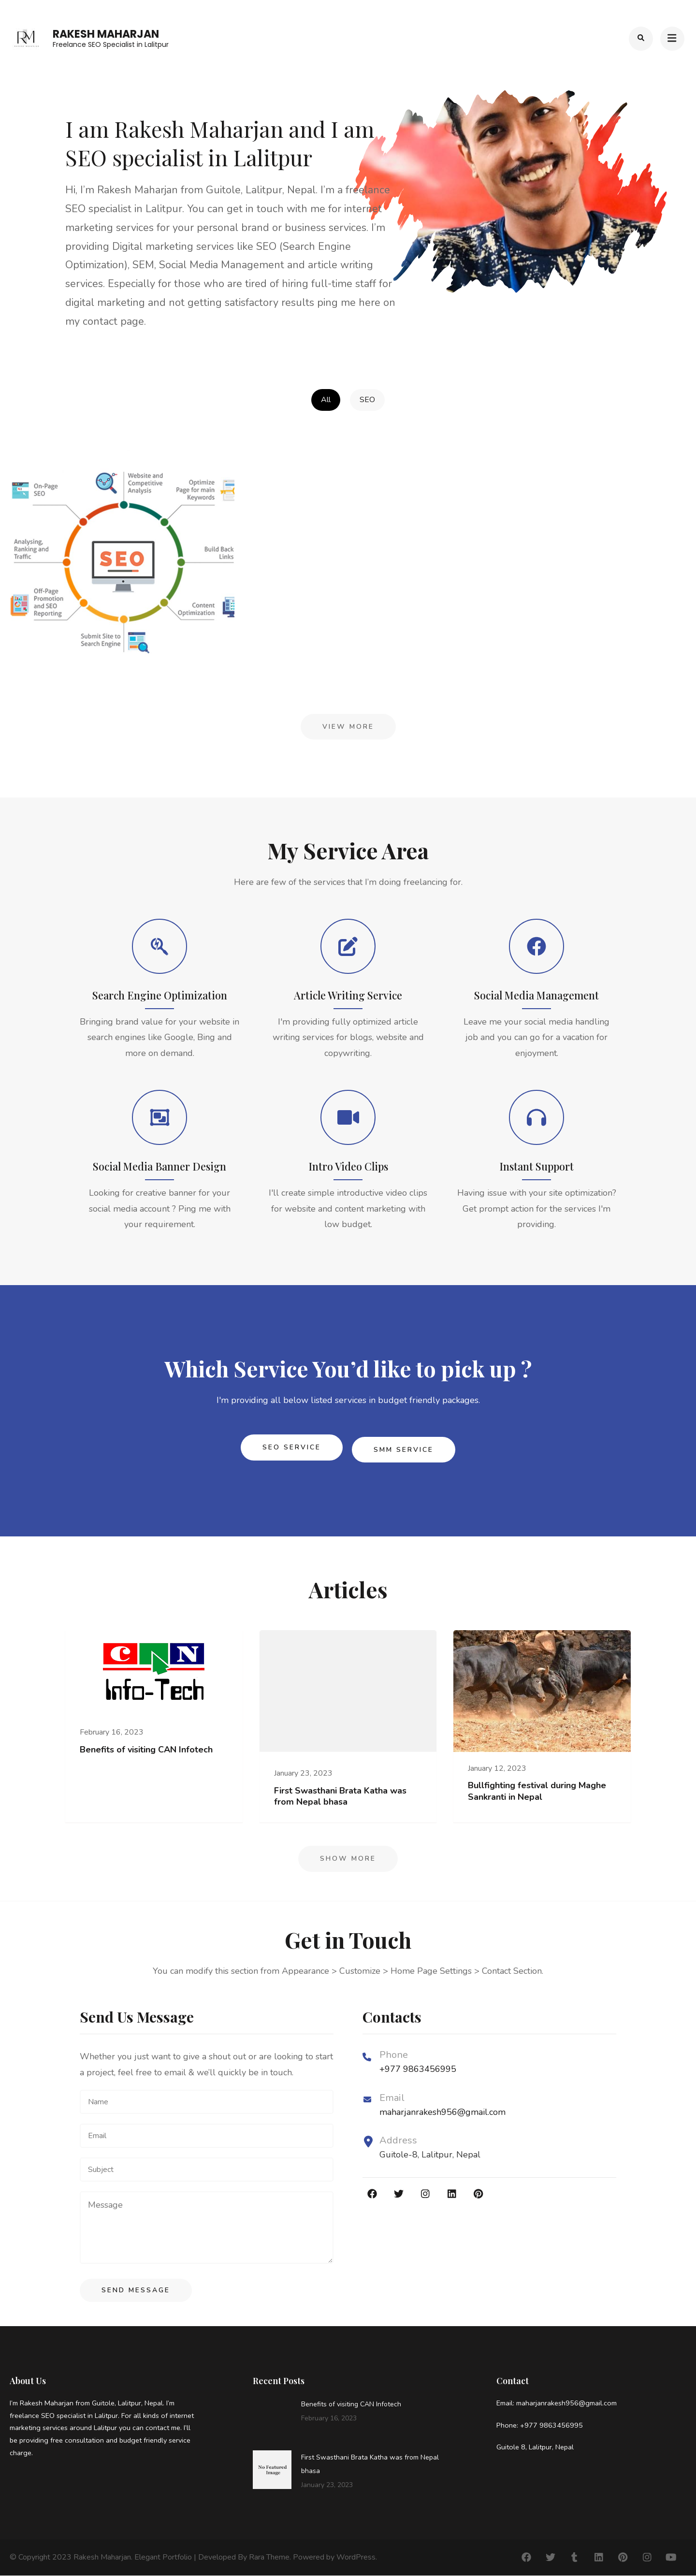 RM
RAKESH MAHARJAN
Freelance SEO Specialist in Lalitpur
I am Rakesh Maharjan and I am
SEO specialist in Lalitpur
Hi, I'm Rakesh Maharjan from Guitole, Lalitpur, Nepal. I'm a freelance
SEO specialist in Lalitpur. You can get in touch with me for internet
marketing services for your personal brand or business services. I'm
providing Digital marketing services like SEO (Search Engine
Optimization), SEM, Social Media Management and article writing
services. Especially for those who are tired of hiring full-time staff for
digital marketing and not getting satisfactory results ping me here on
my contact page.
All
SEO
On-Page
SEO
Website and
Competitive
Analysis
Optimize
Page for main
Keywords
Analysing,
Ranking and
Traffic
SEO
Build Back
Links
Off-Page
Promotion
and SEO
Reporting
Content
Optimization
Submit Site to
Search Engine
VIEW MORE
My Service Area
Here are few of the services that I'm doing freelancing for.
Search Engine Optimization
Bringing brand value for your website in
search engines like Google, Bing and
more on demand.
Article Writing Service
I'm providing fully optimized article
writing services for blogs, website and
copywriting.
Social Media Management
Leave me your social media handling
job and you can go for a vacation for
enjoyment.
Social Media Banner Design
Looking for creative banner for your
social media account ? Ping me with
your requirement.
Intro Video Clips
I'll create simple introductive video clips
for website and content marketing with
low budget.
Instant Support
Having issue with your site optimization?
Get prompt action for the services I'm
providing.
Which Service You'd like to pick up ?
I'm providing all below listed services in budget friendly packages.
SEO SERVICE
SMM SERVICE
Articles
CAN
Info-Tech
February 16, 2023
Benefits of visiting CAN Infotech
January 23, 2023
First Swasthani Brata Katha was
from Nepal bhasa
January 12, 2023
Bullfighting festival during Maghe
Sankranti in Nepal
SHOW MORE
Get in Touch
You can modify this section from Appearance > Customize > Home Page Settings > Contact Section.
Send Us Message
Whether you just want to give a shout out or are looking to start
a project, feel free to email & we'll quickly be in touch.
Name
Email
Subject
Message
SEND MESSAGE
Contacts
Phone
+977 9863456995
Email
maharjanrakesh956@gmail.com
Address
Guitole-8, Lalitpur, Nepal
About Us
I'm Rakesh Maharjan from Guitole, Lalitpur, Nepal. I'm
freelance SEO specialist in Lalitpur. For all kinds of internet
marketing services around Lalitpur you can contact me. I'll
be providing free consultation and budget friendly service
charge.
Recent Posts
Benefits of visiting CAN Infotech
February 16, 2023
No Featured
Image
First Swasthani Brata Katha was from Nepal
bhasa
January 23, 2023
Contact
Email: maharjanrakesh956@gmail.com
Phone: +977 9863456995
Guitole 8, Lalitpur, Nepal
© Copyright 2023 Rakesh Maharjan. Elegant Portfolio | Developed By Rara Theme. Powered by WordPress.